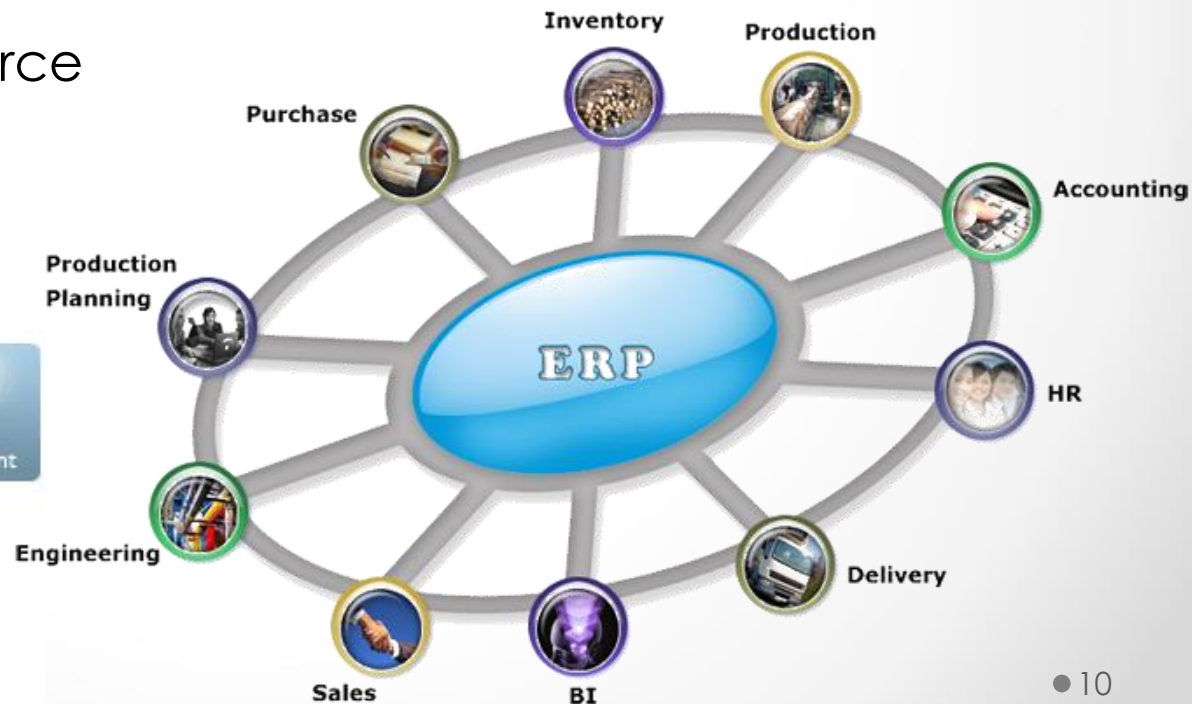 rce
Inventory
Production
Purchase
Accounting
Production
Planning
ERP
HR
nt
Engineering
Delivery
Sales
BI
10